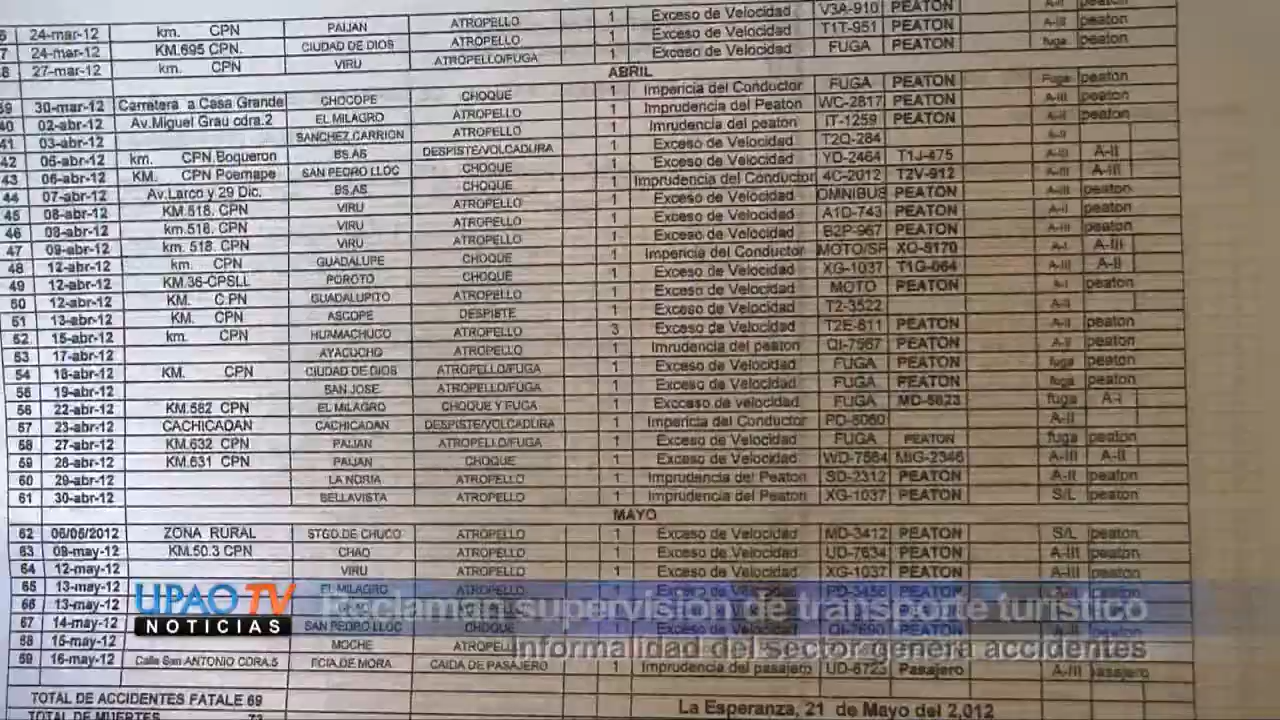 6 24-mar-12 km. CPN PAIJAN ATROPELLO 1 Exceso de Velocidad V3A-910 PEATON
7 24-mar-12 KM.695 CPN. CIUDAD DE DIOS ATROPELLO 1 Exceso de Velocidad T1T-951 PEATON A-III peaton
8 27-mar-12 km. CPN VIRU ATROPELLO/FUGA 1 Exceso de Velocidad FUGA PEATON fuga peaton
ABRIL
39 30-mar-12 Carretera a Casa Grande CHOCOPE CHOQUE 1 Impericia del Conductor FUGA PEATON Fuga peaton
40 02-abr-12 Av.Miguel Grau cdra.2 EL MILAGRO ATROPELLO 1 Imprudencia del Peaton WC-2817 PEATON A-III peaton
41 03-abr-12 SANCHEZ CARRION ATROPELLO 1 Imrudencia del peaton IT-1259 PEATON A-II peaton
42 06-abr-12 km. CPN.Boqueron BS.AS DESPISTE/VOLCADURA 1 Exceso de Velocidad T2Q-284 A-II
43 06-abr-12 KM. CPN Poemape SAN PEDRO LLOC CHOQUE 1 Exceso de Velocidad YD-2464 T1J-475 A-III A-II
44 07-abr-12 Av.Larco y 29 Dic. BS.AS CHOQUE 1 Imprudencia del Conductor 4C-2012 T2V-912 A-III A-III
45 08-abr-12 KM.518. CPN VIRU ATROPELLO 1 Exceso de Velocidad OMNIBUS PEATON A-III peaton
46 08-abr-12 km.518. CPN VIRU ATROPELLO 1 Exceso de Velocidad A1D-743 PEATON A-II peaton
47 09-abr-12 km. 518. CPN VIRU ATROPELLO 1 Exceso de Velocidad B2P-967 PEATON A-II peaton
48 12-abr-12 km. CPN GUADALUPE CHOQUE 1 Impericia del Conductor MOTO/SP XO-5170 A-I A-III
49 12-abr-12 KM.36-CPSLL POROTO CHOQUE 1 Exceso de Velocidad XG-1037 T1G-064 A-III A-II
50 12-abr-12 KM. C.PN GUADALUPITO ATROPELLO 1 Exceso de Velocidad MOTO PEATON A-III peaton
51 13-abr-12 KM. CPN ASCOPE DESPISTE 1 Exceso de Velocidad T2-3522 A-II
52 15-abr-12 km. CPN HUAMACHUCO ATROPELLO 3 Exceso de Velocidad T2E-811 PEATON A-II peaton
53 17-abr-12 AYACUCHO ATROPELLO 1 Imrudencia del peaton QI-7567 PEATON A-II peaton
54 18-abr-12 KM. CPN CIUDAD DE DIOS ATROPELLO/FUGA 1 Exceso de Velocidad FUGA PEATON fuga peaton
55 19-abr-12 SAN JOSE ATROPELLO/FUGA 1 Exceso de Velocidad FUGA PEATON fuga peaton
56 22-abr-12 KM.582 CPN EL MILAGRO CHOQUE Y FUGA 1 Exceso de velocidad FUGA MD-5623 fuga A-I
57 23-abr-12 CACHICADAN CACHICADAN DESPISTE/VOLCADURA 1 Impericia del Conductor PD-5060 A-II
58 27-abr-12 KM.632 CPN PAIJAN ATROPELLO/FUGA 1 Exceso de Velocidad FUGA PEATON fuga peaton
59 28-abr-12 KM.631 CPN PAIJAN CHOQUE 1 Exceso de Velocidad WD-7564 MIG-2346 A-III A-II
60 29-abr-12 LA NORIA ATROPELLO 1 Imprudencia del Peaton SD-2312 PEATON A-II peaton
61 30-abr-12 BELLAVISTA ATROPELLO 1 Imprudencia del Peaton XG-1037 PEATON S/L peaton
MAYO
62 06/05/2012 ZONA RURAL STGO.DE CHUCO ATROPELLO 1 Exceso de Velocidad MD-3412 PEATON S/L peaton
63 09-may-12 KM.50.3 CPN CHAO ATROPELLO 1 Exceso de Velocidad UD-7634 PEATON A-III peaton
64 12-may-12 VIRU ATROPELLO 1 Exceso de Velocidad XG-1037 PEATON A-III peaton
65 13-may-12 EL MILAGRO ATROPELLO
66 13-may-12
67 14-may-12 SAN PEDRO LLOC CHOQUE
68 15-may-12 MOCHE ATROPELLO
69 16-may-12 Calle San ANTONIO CDRA.5 FCIA DE MORA CAIDA DE PASAJERO 1 Imprudencia del pasajero UD-6723 Pasajero A-III pasajero
TOTAL DE ACCIDENTES FATALE 69
TOTAL DE MUERTES 73
La Esperanza, 21 de Mayo del 2,012
UPAO TV
NOTICIAS
Reclaman supervisión de transporte turístico
Informalidad del sector genera accidentes